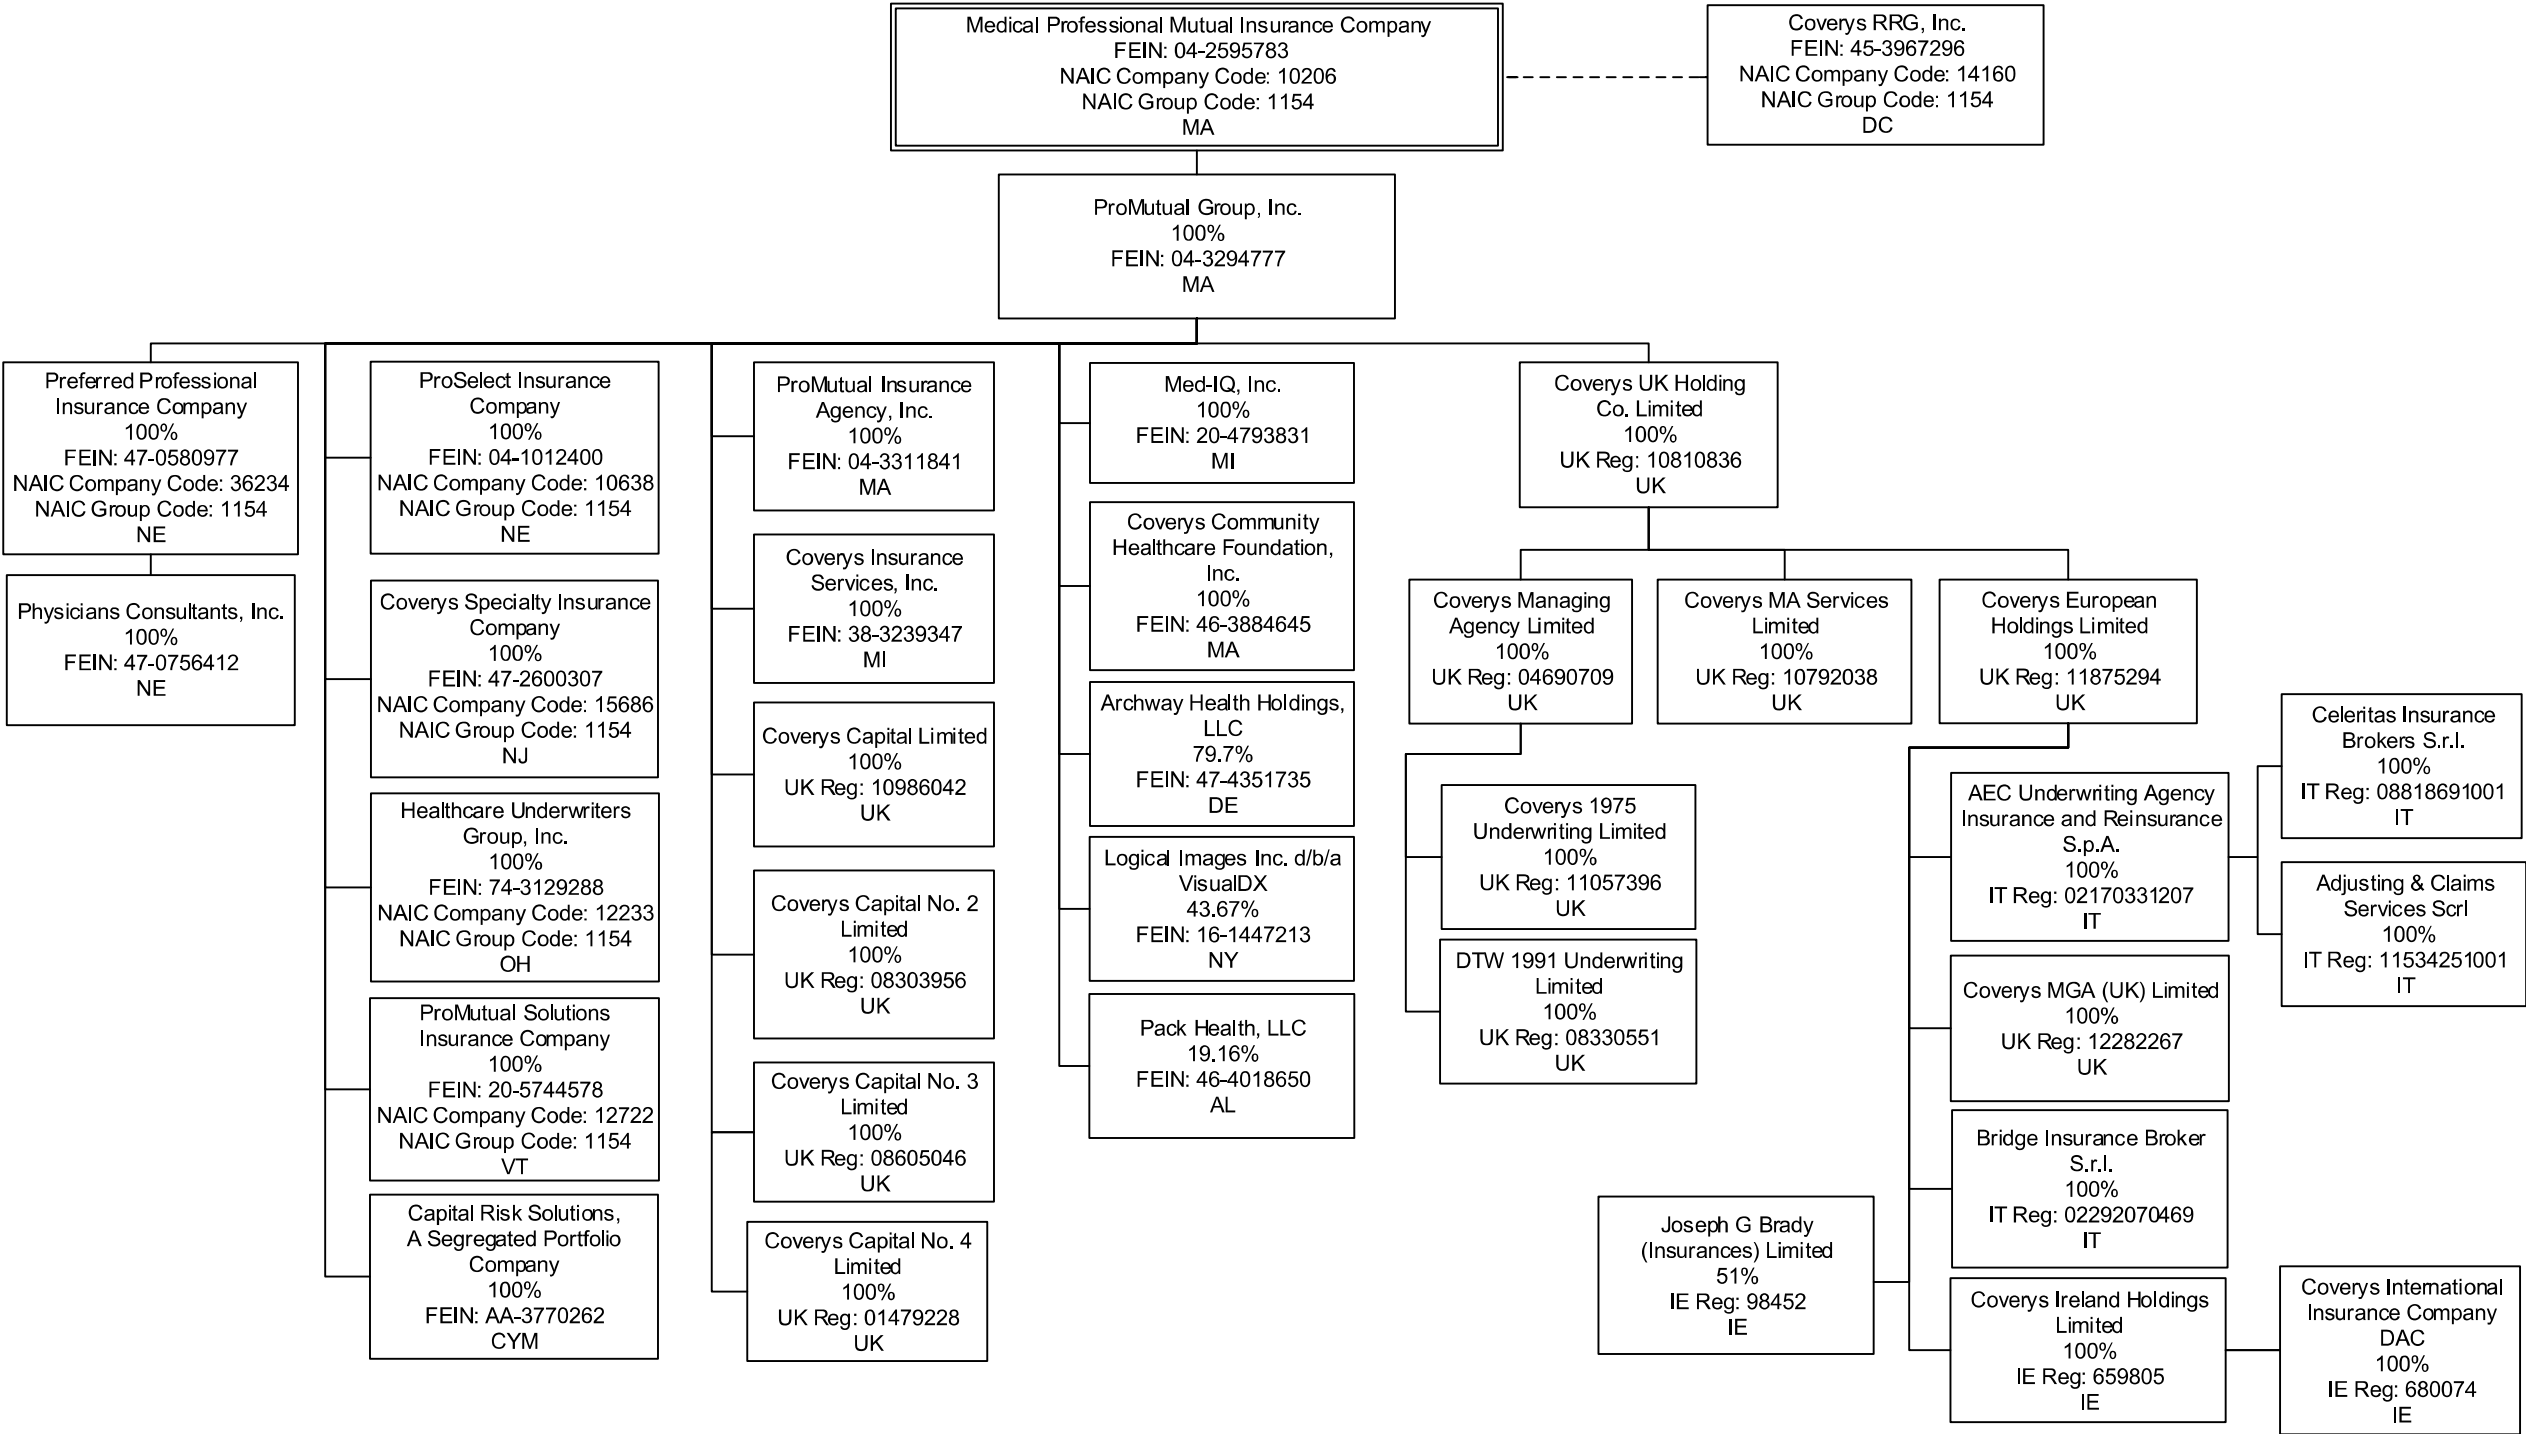 Medical Professional Mutual Insurance Company
FEIN: 04-2595783
NAIC Company Code: 10206
NAIC Group Code: 1154
MA
Coverys RRG, Inc.
FEIN: 45-3967296
NAIC Company Code: 14160
NAIC Group Code: 1154
DC
ProMutual Group, Inc.
100%
FEIN: 04-3294777
MA
Preferred Professional
Insurance Company
100%
FEIN: 47-0580977
NAIC Company Code: 36234
NAIC Group Code: 1154
NE
Physicians Consultants, Inc.
100%
FEIN: 47-0756412
NE
ProSelect Insurance
Company
100%
FEIN: 04-1012400
NAIC Company Code: 10638
NAIC Group Code: 1154
NE
Coverys Specialty Insurance
Company
100%
FEIN: 47-2600307
NAIC Company Code: 15686
NAIC Group Code: 1154
NJ
Healthcare Underwriters
Group, Inc.
100%
FEIN: 74-3129288
NAIC Company Code: 12233
NAIC Group Code: 1154
OH
ProMutual Solutions
Insurance Company
100%
FEIN: 20-5744578
NAIC Company Code: 12722
NAIC Group Code: 1154
VT
Capital Risk Solutions,
A Segregated Portfolio
Company
100%
FEIN: AA-3770262
CYM
ProMutual Insurance
Agency, Inc.
100%
FEIN: 04-3311841
MA
Coverys Insurance
Services, Inc.
100%
FEIN: 38-3239347
MI
Coverys Capital Limited
100%
UK Reg: 10986042
UK
Coverys Capital No. 2
Limited
100%
UK Reg: 08303956
UK
Coverys Capital No. 3
Limited
100%
UK Reg: 08605046
UK
Coverys Capital No. 4
Limited
100%
UK Reg: 01479228
UK
Med-IQ, Inc.
100%
FEIN: 20-4793831
MI
Coverys Community
Healthcare Foundation,
Inc.
100%
FEIN: 46-3884645
MA
Archway Health Holdings,
LLC
79.7%
FEIN: 47-4351735
DE
Logical Images Inc. d/b/a
VisualDX
43.67%
FEIN: 16-1447213
NY
Pack Health, LLC
19.16%
FEIN: 46-4018650
AL
Coverys UK Holding
Co. Limited
100%
UK Reg: 10810836
UK
Coverys Managing
Agency Limited
100%
UK Reg: 04690709
UK
Coverys MA Services
Limited
100%
UK Reg: 10792038
UK
Coverys European
Holdings Limited
100%
UK Reg: 11875294
UK
Coverys 1975
Underwriting Limited
100%
UK Reg: 11057396
UK
DTW 1991 Underwriting
Limited
100%
UK Reg: 08330551
UK
AEC Underwriting Agency
Insurance and Reinsurance
S.p.A.
100%
IT Reg: 02170331207
IT
Celeritas Insurance
Brokers S.r.l.
100%
IT Reg: 08818691001
IT
Adjusting & Claims
Services Scrl
100%
IT Reg: 11534251001
IT
Coverys MGA (UK) Limited
100%
UK Reg: 12282267
UK
Bridge Insurance Broker
S.r.l.
100%
IT Reg: 02292070469
IT
Joseph G Brady
(Insurances) Limited
51%
IE Reg: 98452
IE
Coverys Ireland Holdings
Limited
100%
IE Reg: 659805
IE
Coverys International
Insurance Company
DAC
100%
IE Reg: 680074
IE